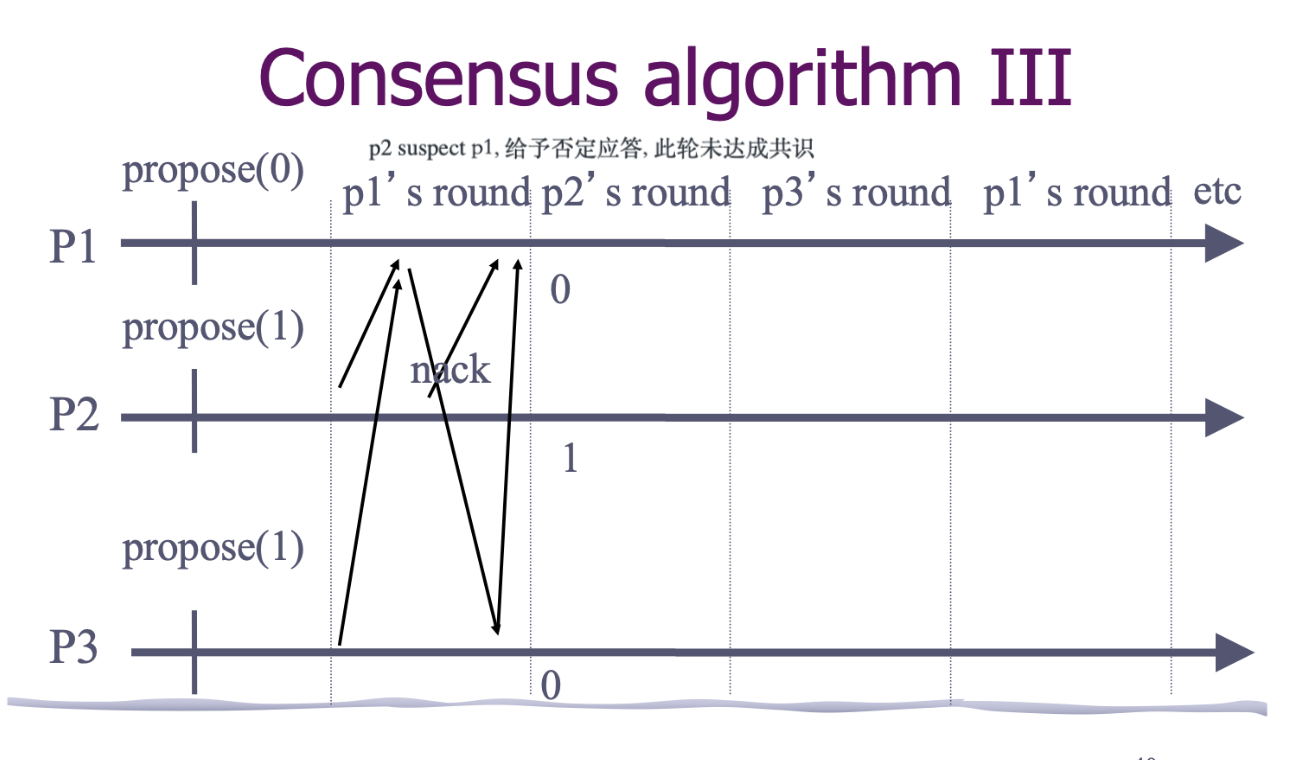 Consensus algorithm III
p2 suspect p1, 给予否定应答, 此轮未达成共识
propose(0)
p1’s round p2’s round p3’s round p1’s round etc
P1
0
propose(1)
nack
P2
1
propose(1)
P3
0